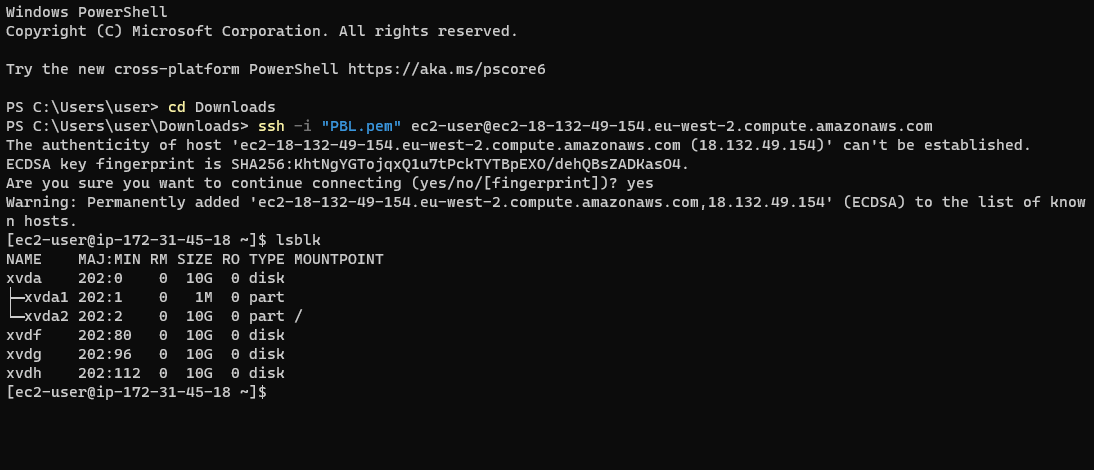 Windows PowerShell
Copyright (C) Microsoft Corporation. All rights reserved.
Try the new cross-platform PowerShell https://aka.ms/pscore6
PS C:\Users\user> cd Downloads
PS C:\Users\user\Downloads> ssh -i "PBL.pem" ec2-user@ec2-18-132-49-154.eu-west-2.compute.amazonaws.com
The authenticity of host 'ec2-18-132-49-154.eu-west-2.compute.amazonaws.com (18.132.49.154)' can't be established.
ECDSA key fingerprint is SHA256:KhtNgYGTojqxQ1u7tPckTYTBpEXO/dehQBsZADKasO4.
Are you sure you want to continue connecting (yes/no/[fingerprint])? yes
Warning: Permanently added 'ec2-18-132-49-154.eu-west-2.compute.amazonaws.com,18.132.49.154' (ECDSA) to the list of know
n hosts.
[ec2-user@ip-172-31-45-18 ~]$ lsblk
NAME    MAJ:MIN RM SIZE RO TYPE MOUNTPOINT
xvda    202:0    0  10G  0 disk
├─xvda1 202:1    0   1M  0 part
└─xvda2 202:2    0  10G  0 part /
xvdf    202:80   0  10G  0 disk
xvdg    202:96   0  10G  0 disk
xvdh    202:112  0  10G  0 disk
[ec2-user@ip-172-31-45-18 ~]$